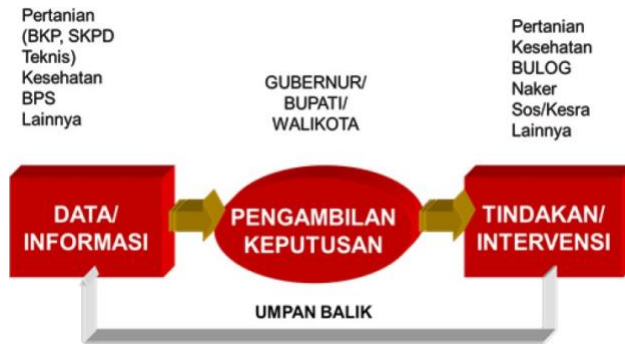 Pertanian
(BKP, SKPD
Teknis)
Kesehatan
BPS
Lainnya
GUBERNUR/
BUPATI/
WALIKOTA
Pertanian
Kesehatan
BULOG
Naker
Sos/Kesra
Lainnya
DATA/
INFORMASI
PENGAMBILAN
KEPUTUSAN
TINDAKAN/
INTERVENSI
UMPAN BALIK